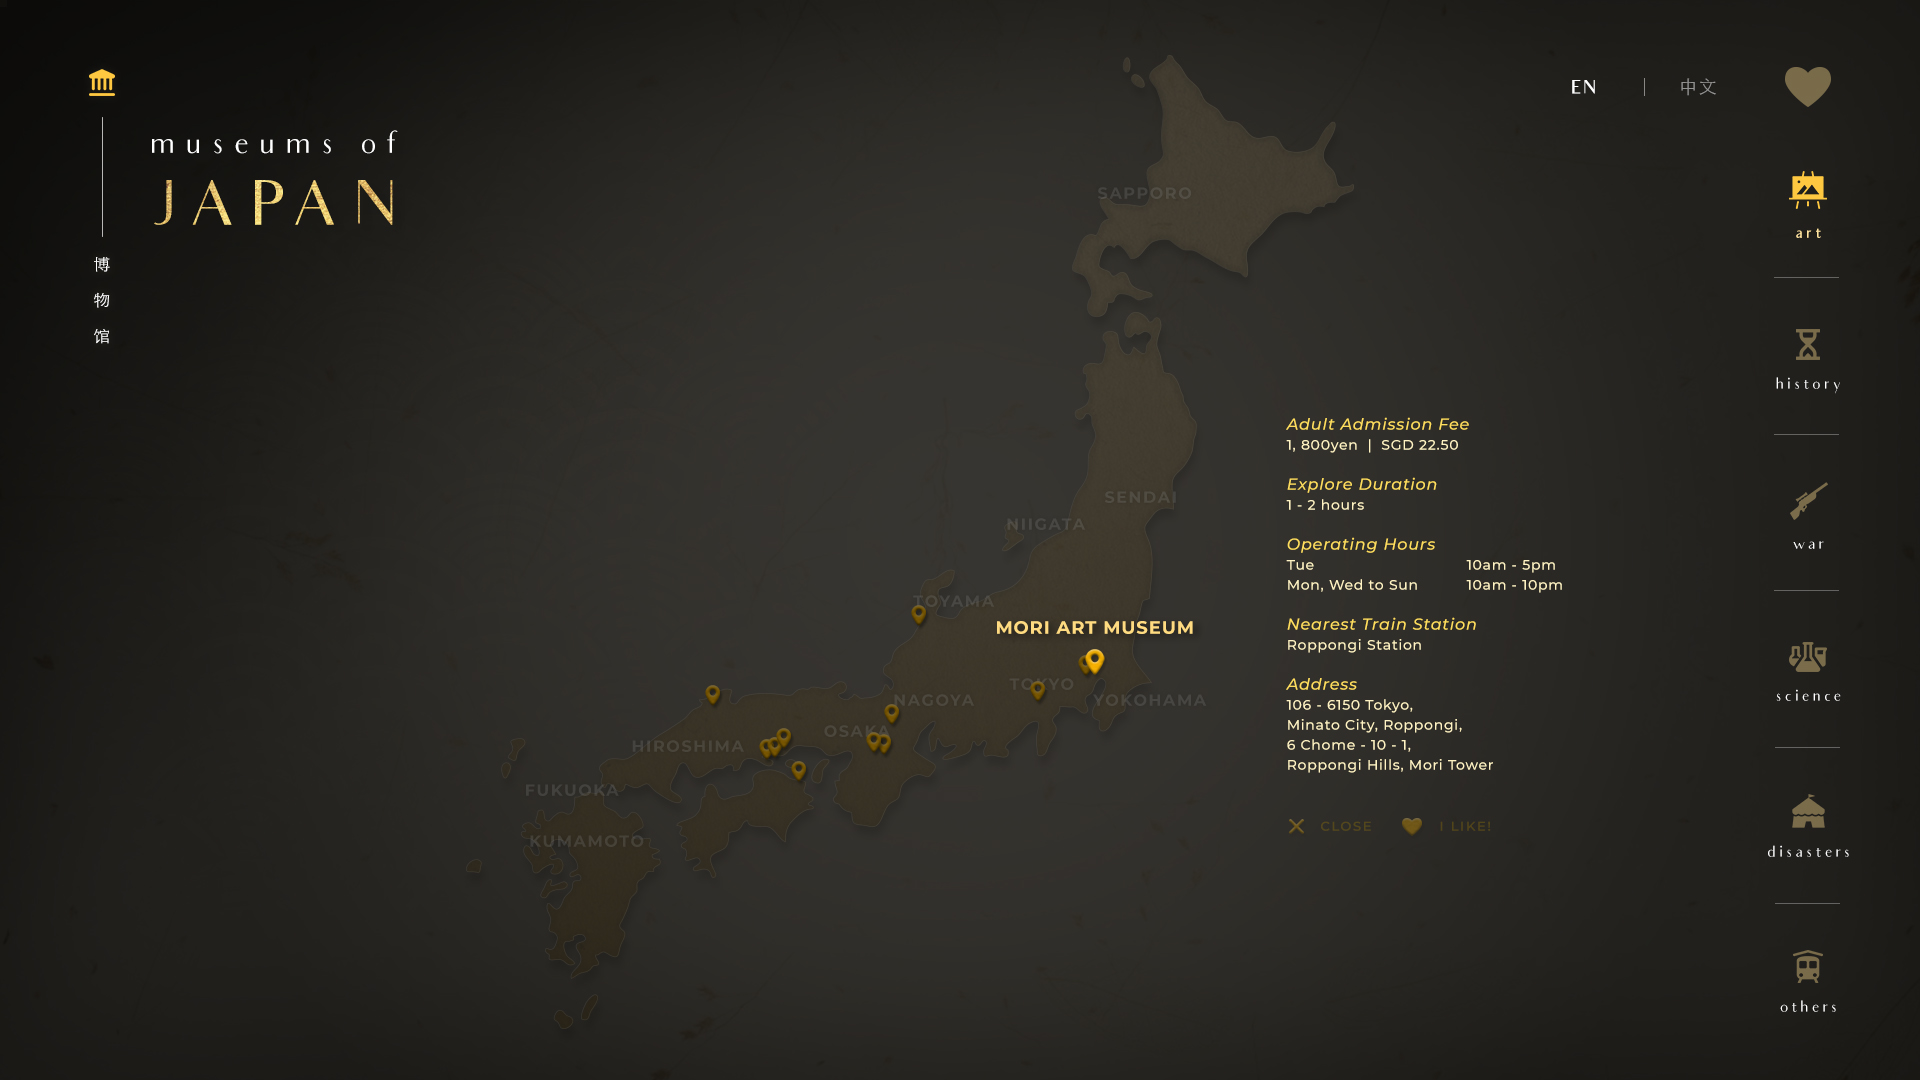 museums of
JAPAN
博
物
馆
EN | 中文
art
history
war
science
disasters
others
SAPPORO
SENDAI
NIIGATA
TOYAMA
MORI ART MUSEUM
TOKYO
NAGOYA
YOKOHAMA
OSAKA
HIROSHIMA
FUKUOKA
KUMAMOTO
Adult Admission Fee
1, 800yen | SGD 22.50
Explore Duration
1 - 2 hours
Operating Hours
Tue 10am - 5pm
Mon, Wed to Sun 10am - 10pm
Nearest Train Station
Roppongi Station
Address
106 - 6150 Tokyo,
Minato City, Roppongi,
6 Chome - 10 - 1,
Roppongi Hills, Mori Tower
CLOSE I LIKE!